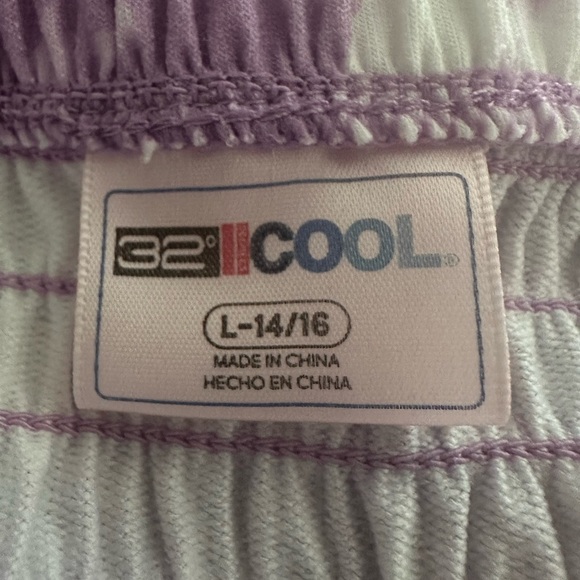 32° COOL®
L-14/16
MADE IN CHINA
HECHO EN CHINA